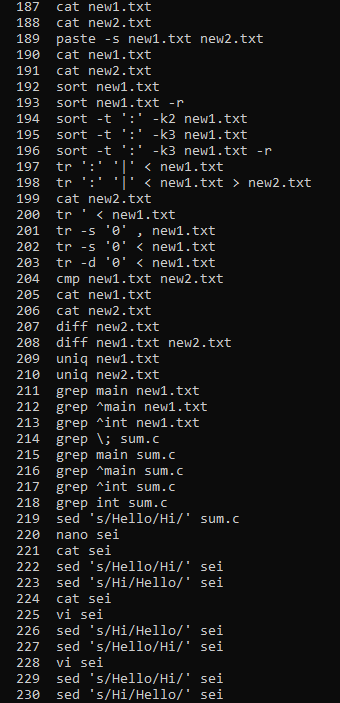 187 cat new1.txt
188 cat new2.txt
189 paste -s new1.txt new2.txt
190 cat new1.txt
191 cat new2.txt
192 sort new1.txt
193 sort new1.txt -r
194 sort -t ':' -k2 new1.txt
195 sort -t ':' -k3 new1.txt
196 sort -t ':' -k3 new1.txt -r
197 tr ':' '|' < new1.txt
198 tr ':' '|' < new1.txt > new2.txt
199 cat new2.txt
200 tr ' < new1.txt
201 tr -s '0' , new1.txt
202 tr -s '0' < new1.txt
203 tr -d '0' < new1.txt
204 cmp new1.txt new2.txt
205 cat new1.txt
206 cat new2.txt
207 diff new2.txt
208 diff new1.txt new2.txt
209 uniq new1.txt
210 uniq new2.txt
211 grep main new1.txt
212 grep ^main new1.txt
213 grep ^int new1.txt
214 grep \; sum.c
215 grep main sum.c
216 grep ^main sum.c
217 grep ^int sum.c
218 grep int sum.c
219 sed 's/Hello/Hi/' sum.c
220 nano sei
221 cat sei
222 sed 's/Hello/Hi/' sei
223 sed 's/Hi/Hello/' sei
224 cat sei
225 vi sei
226 sed 's/Hi/Hello/' sei
227 sed 's/Hello/Hi/' sei
228 vi sei
229 sed 's/Hello/Hi/' sei
230 sed 's/Hi/Hello/' sei